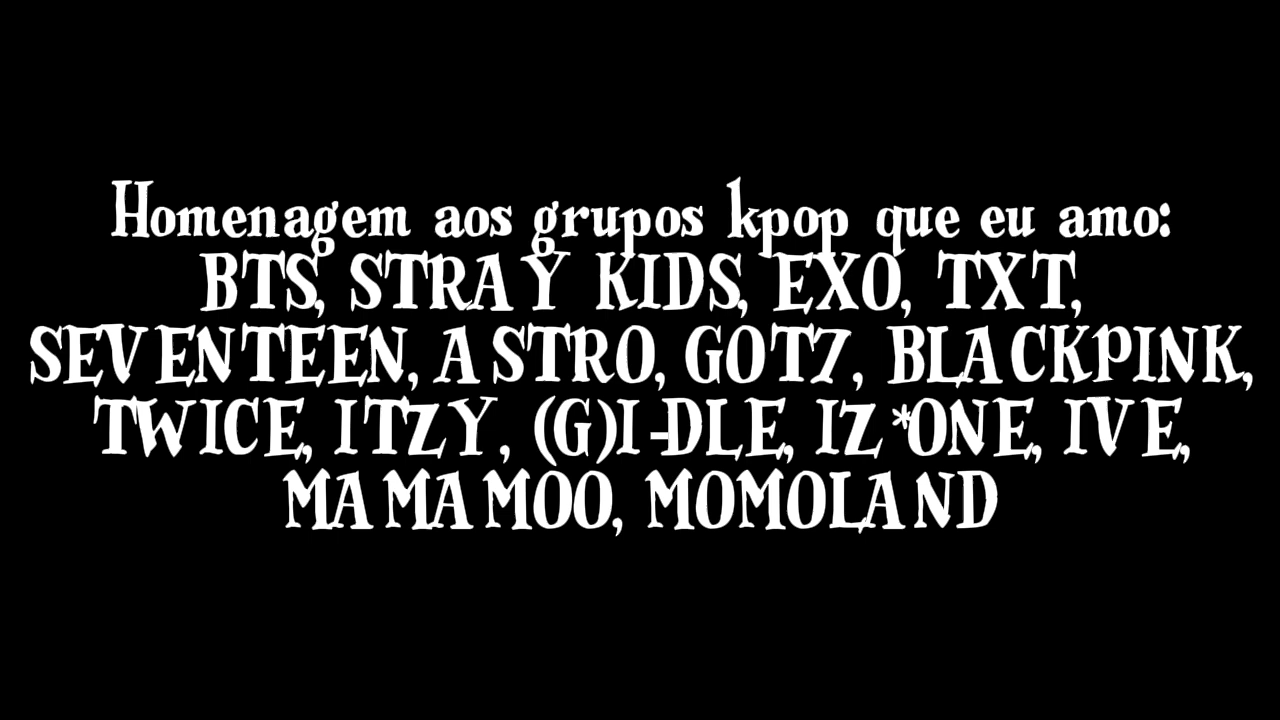 Homenagem aos grupos kpop que eu amo:
BTS, STRAY KIDS, EXO, TXT,
SEVENTEEN, ASTRO, GOT7, BLACKPINK,
TWICE, ITZY, (G)I-DLE, IZ*ONE, IVE,
MAMAMOO, MOMOLAND